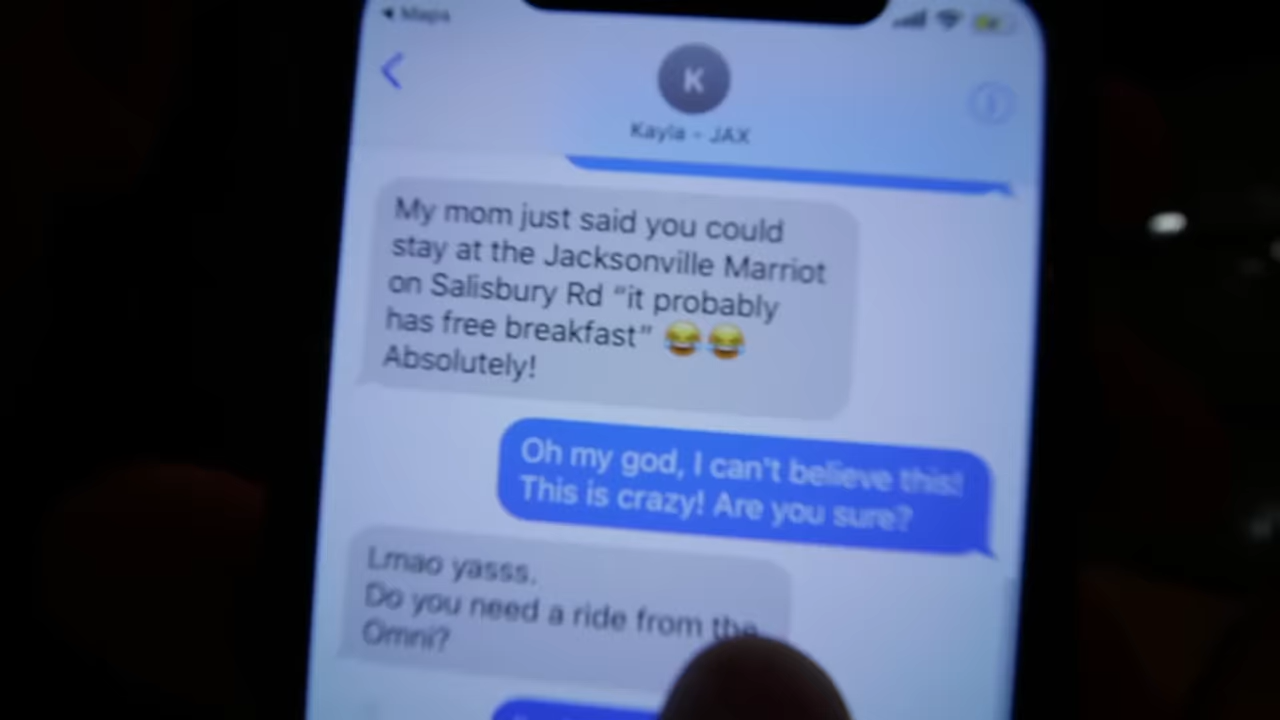 Maps
K
Kayla - JAX
My mom just said you could
stay at the Jacksonville Marriot
on Salisbury Rd "it probably
has free breakfast" 😂😂
Absolutely!
Oh my god, I can't believe this!
This is crazy! Are you sure?
Lmao yasss.
Do you need a ride from the
Omni?